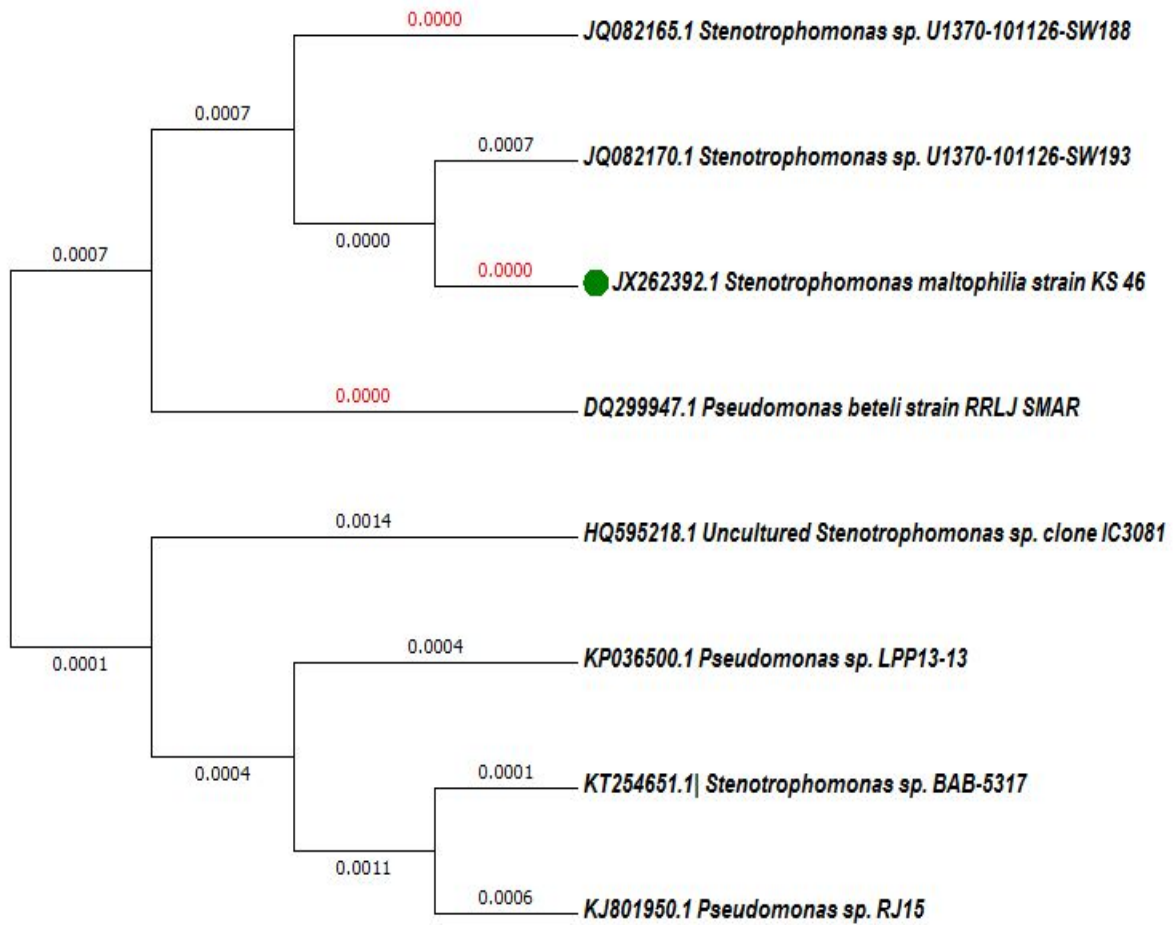 0.0000
JQ082165.1 Stenotrophomonas sp. U1370-101126-SW188
0.0007
0.0007
JQ082170.1 Stenotrophomonas sp. U1370-101126-SW193
0.0000
0.0007
0.0000
JX262392.1 Stenotrophomonas maltophilia strain KS 46
0.0000
DQ299947.1 Pseudomonas beteli strain RRLJ SMAR
0.0014
HQ595218.1 Uncultured Stenotrophomonas sp. clone IC3081
0.0001
0.0004
KP036500.1 Pseudomonas sp. LPP13-13
0.0004
0.0001
KT254651.1| Stenotrophomonas sp. BAB-5317
0.0011
0.0006
KJ801950.1 Pseudomonas sp. RJ15